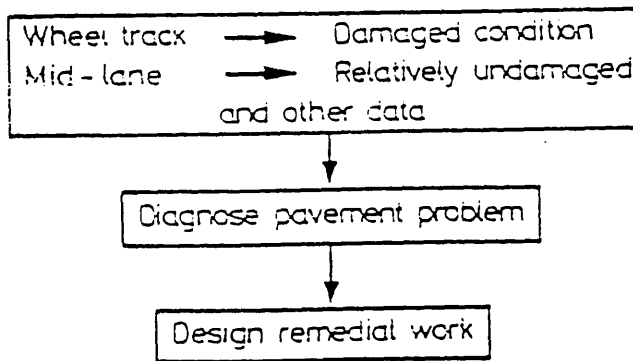 Wheel track → Damaged condition
Mid-lane → Relatively undamaged
and other data
Diagnose pavement problem
Design remedial work